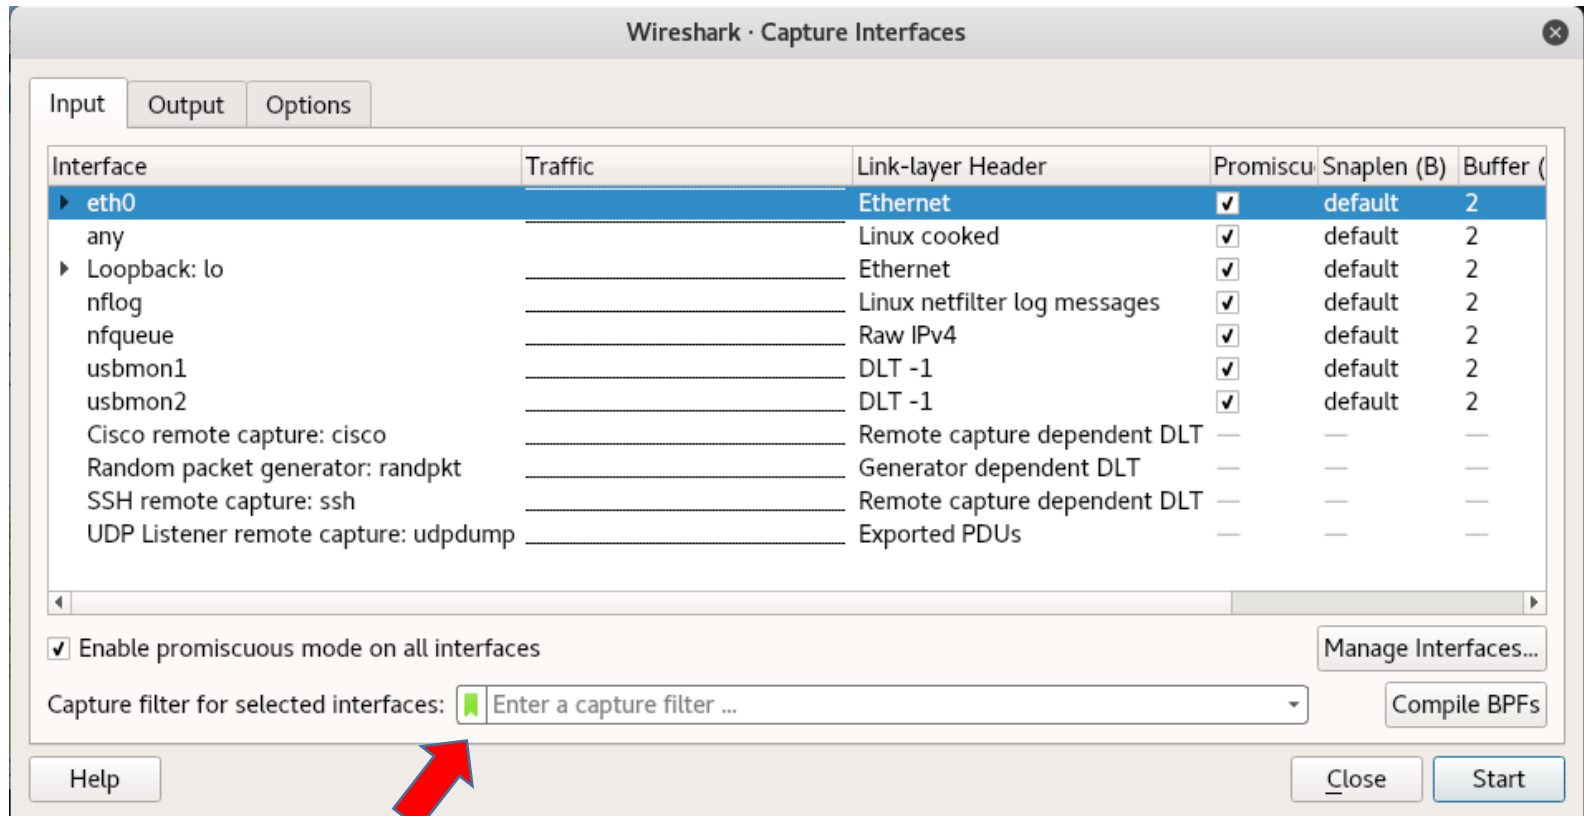 Wireshark · Capture Interfaces
Input Output Options
Interface Traffic Link-layer Header Promiscu Snaplen (B) Buffer (
eth0 Ethernet default 2
any Linux cooked default 2
Loopback: lo Ethernet default 2
nflog Linux netfilter log messages default 2
nfqueue Raw IPv4 default 2
usbmon1 DLT -1 default 2
usbmon2 DLT -1 default 2
Cisco remote capture: cisco Remote capture dependent DLT — — —
Random packet generator: randpkt Generator dependent DLT — — —
SSH remote capture: ssh Remote capture dependent DLT — — —
UDP Listener remote capture: udpdump Exported PDUs — — —
Enable promiscuous mode on all interfaces Manage Interfaces...
Capture filter for selected interfaces: Enter a capture filter ... Compile BPFs
Help Close Start